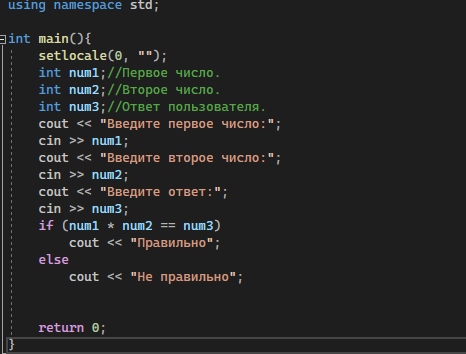 using namespace std;
int main(){
setlocale(0, "");
int num1;//Первое число.
int num2;//Второе число.
int num3;//Ответ пользователя.
cout << "Введите первое число:";
cin >> num1;
cout << "Введите второе число:";
cin >> num2;
cout << "Введите ответ:";
cin >> num3;
if (num1 * num2 == num3)
cout << "Правильно";
else
cout << "Не правильно";
return 0;
}